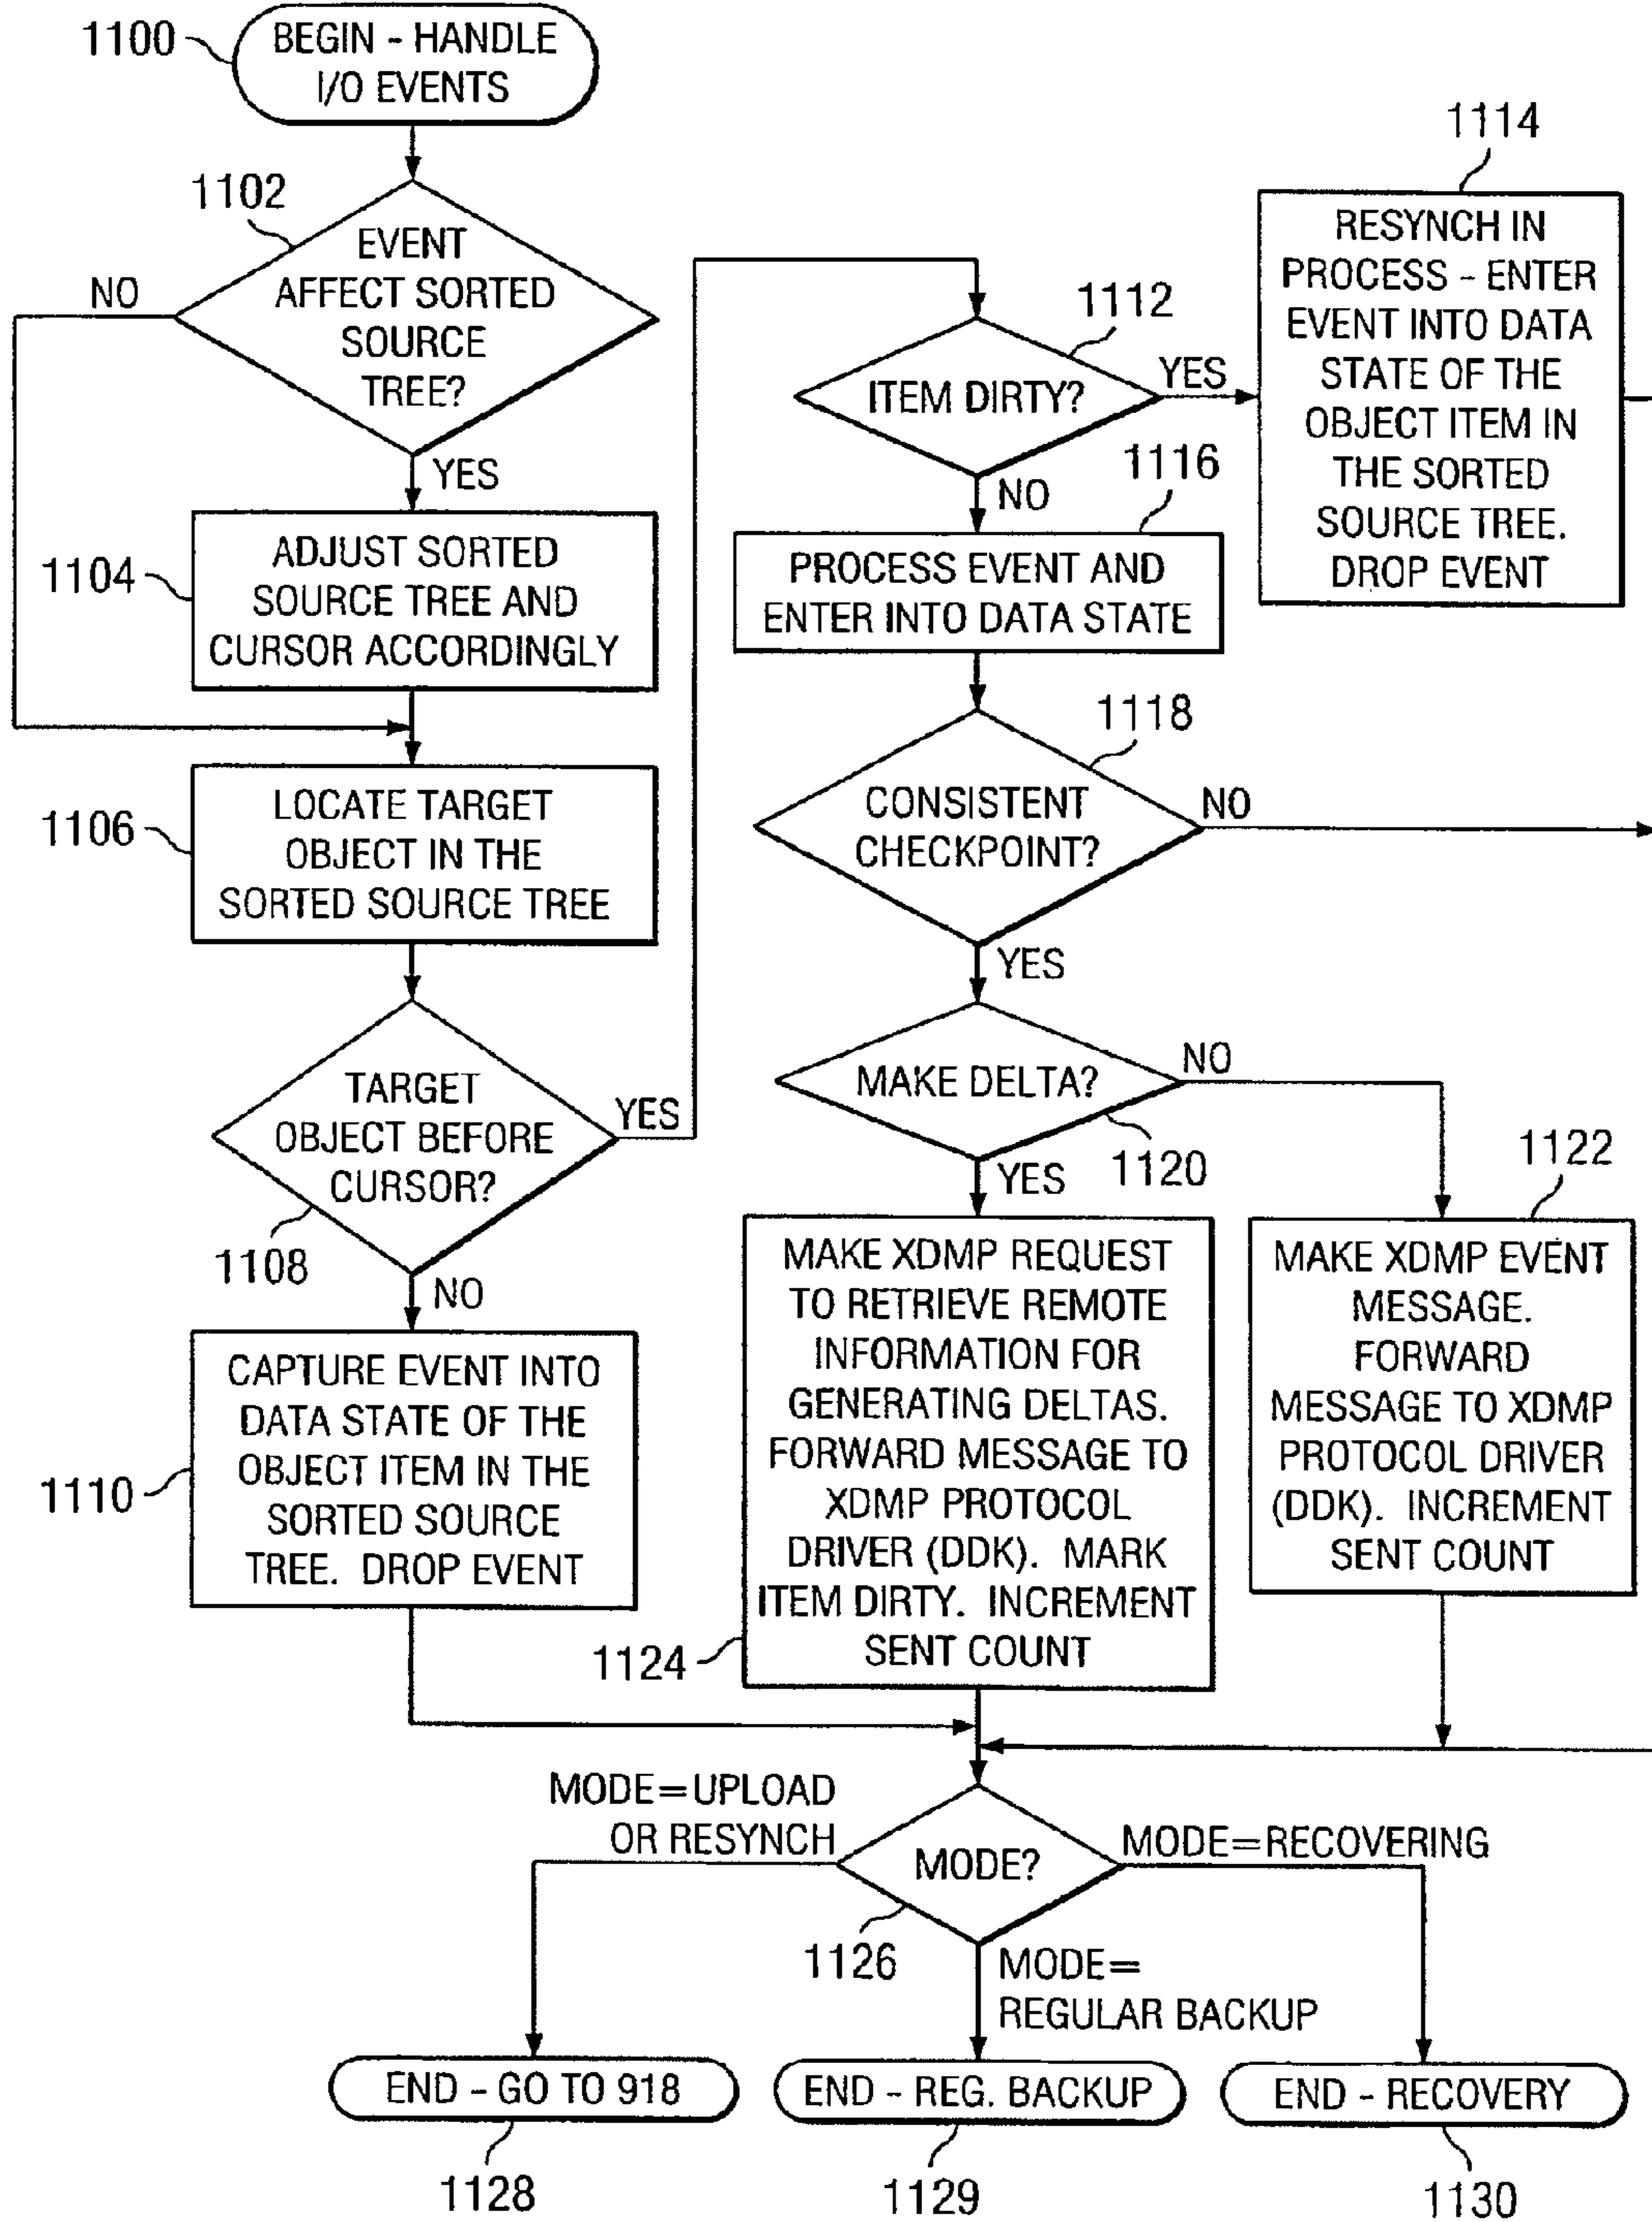 1100
BEGIN - HANDLE
I/O EVENTS
1102
EVENT
AFFECT SORTED
SOURCE
TREE?
NO
YES
1104
ADJUST SORTED
SOURCE TREE AND
CURSOR ACCORDINGLY
1106
LOCATE TARGET
OBJECT IN THE
SORTED SOURCE TREE
TARGET
OBJECT BEFORE
CURSOR?
YES
1108
NO
1110
CAPTURE EVENT INTO
DATA STATE OF THE
OBJECT ITEM IN THE
SORTED SOURCE
TREE. DROP EVENT
1112
ITEM DIRTY?
YES
NO
1114
RESYNCH IN
PROCESS - ENTER
EVENT INTO DATA
STATE OF THE
OBJECT ITEM IN
THE SORTED
SOURCE TREE.
DROP EVENT
1116
PROCESS EVENT AND
ENTER INTO DATA STATE
1118
CONSISTENT
CHECKPOINT?
NO
YES
MAKE DELTA?
NO
1120
YES
1122
MAKE XDMP EVENT
MESSAGE.
FORWARD
MESSAGE TO XDMP
PROTOCOL DRIVER
(DDK). INCREMENT
SENT COUNT
MAKE XDMP REQUEST
TO RETRIEVE REMOTE
INFORMATION FOR
GENERATING DELTAS.
FORWARD MESSAGE TO
XDMP PROTOCOL
DRIVER (DDK). MARK
ITEM DIRTY. INCREMENT
SENT COUNT
1124
MODE=UPLOAD
OR RESYNCH
MODE?
MODE=RECOVERING
1126
MODE=
REGULAR BACKUP
END - GO TO 918
END - REG. BACKUP
END - RECOVERY
1128
1129
1130